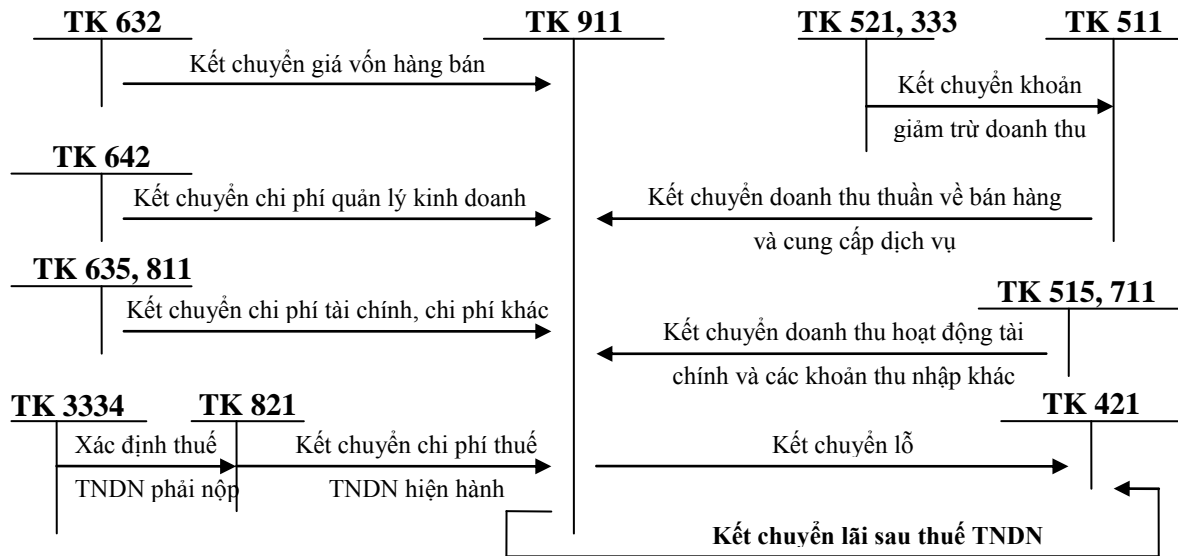 TK 632
TK 911
TK 521, 333
TK 511
Kết chuyển giá vốn hàng bán
Kết chuyển khoản
giảm trừ doanh thu
TK 642
Kết chuyển chi phí quản lý kinh doanh
Kết chuyển doanh thu thuần về bán hàng
và cung cấp dịch vụ
TK 635, 811
Kết chuyển chi phí tài chính, chi phí khác
TK 515, 711
Kết chuyển doanh thu hoạt động tài
chính và các khoản thu nhập khác
TK 3334
TK 821
TK 421
Xác định thuế
TNDN phải nộp
Kết chuyển chi phí thuế
TNDN hiện hành
Kết chuyển lỗ
Kết chuyển lãi sau thuế TNDN